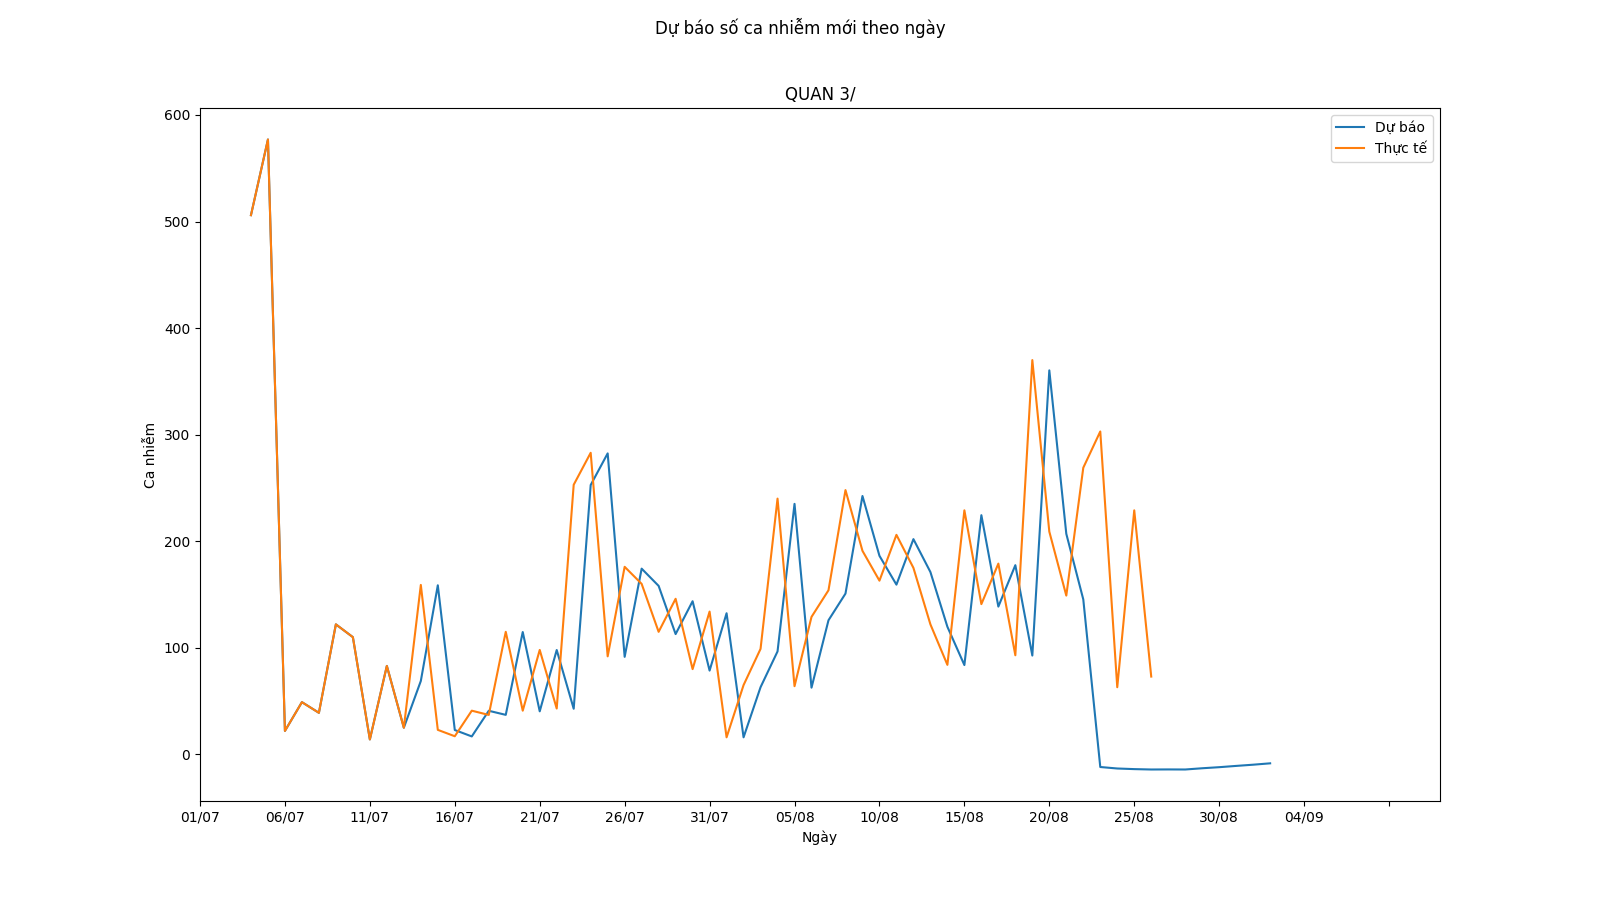 Dự báo số ca nhiễm mới theo ngày
QUAN 3/
Dự báo
Thực tế
Ca nhiễm
600
500
400
300
200
100
0
01/07 06/07 11/07 16/07 21/07 26/07 31/07 05/08 10/08 15/08 20/08 25/08 30/08 04/09
Ngày